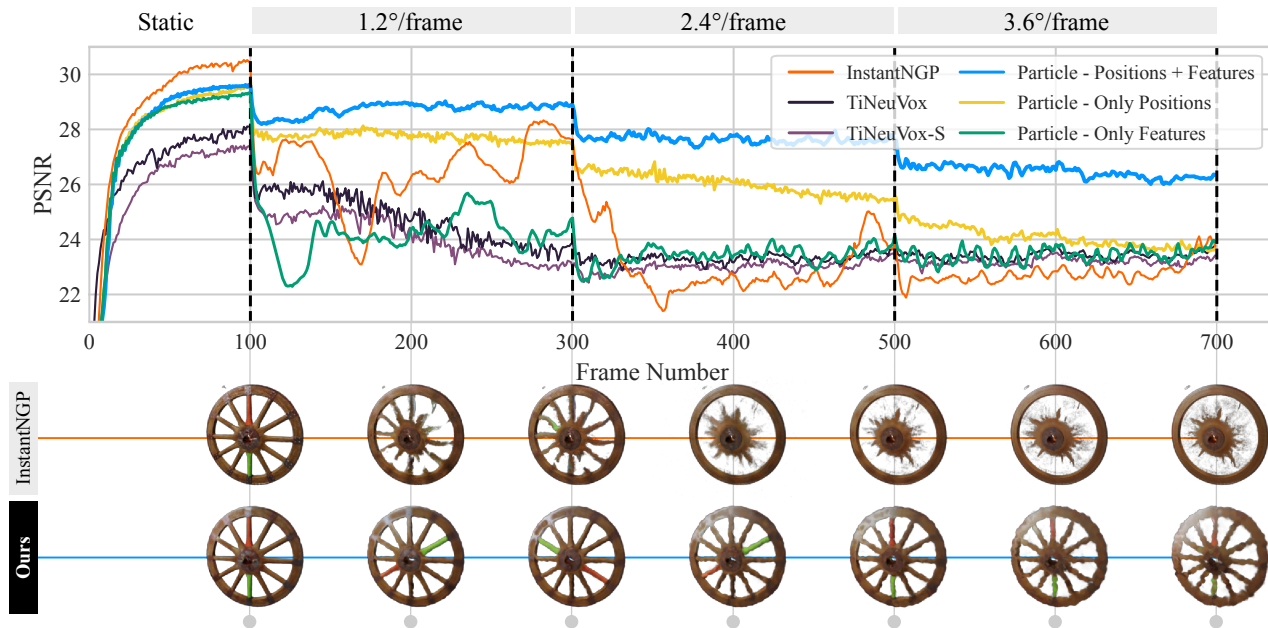 Static 1.2°/frame 2.4°/frame 3.6°/frame
PSNR
30
28
26
24
22
InstantNGP
TiNeuVox
TiNeuVox-S
Particle - Positions + Features
Particle - Only Positions
Particle - Only Features
0 100 200 300 400 500 600 700
Frame Number
InstantNGP
Ours